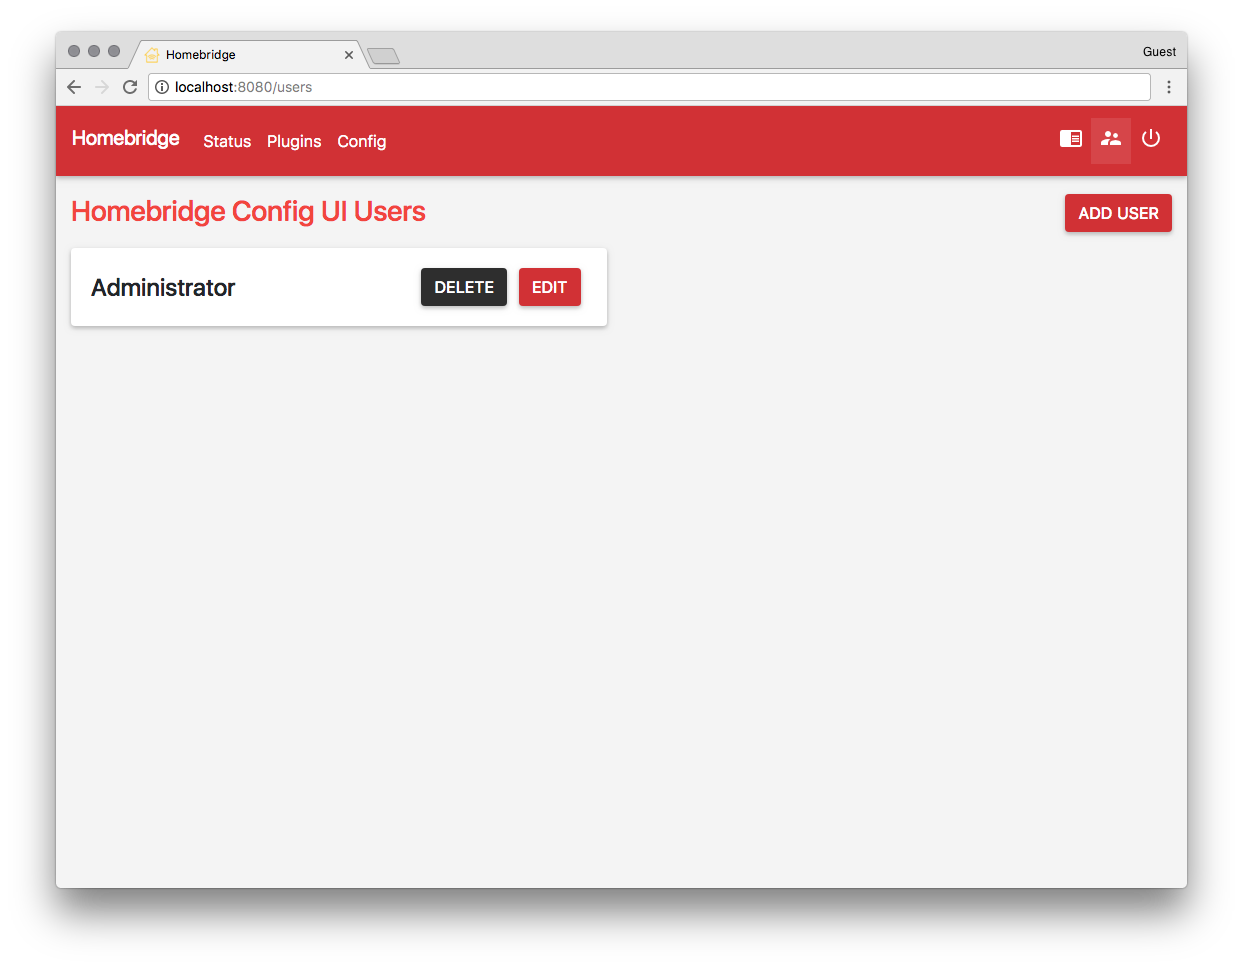 Homebridge
Guest
localhost:8080/users
Homebridge Status Plugins Config
Homebridge Config UI Users
ADD USER
Administrator DELETE EDIT